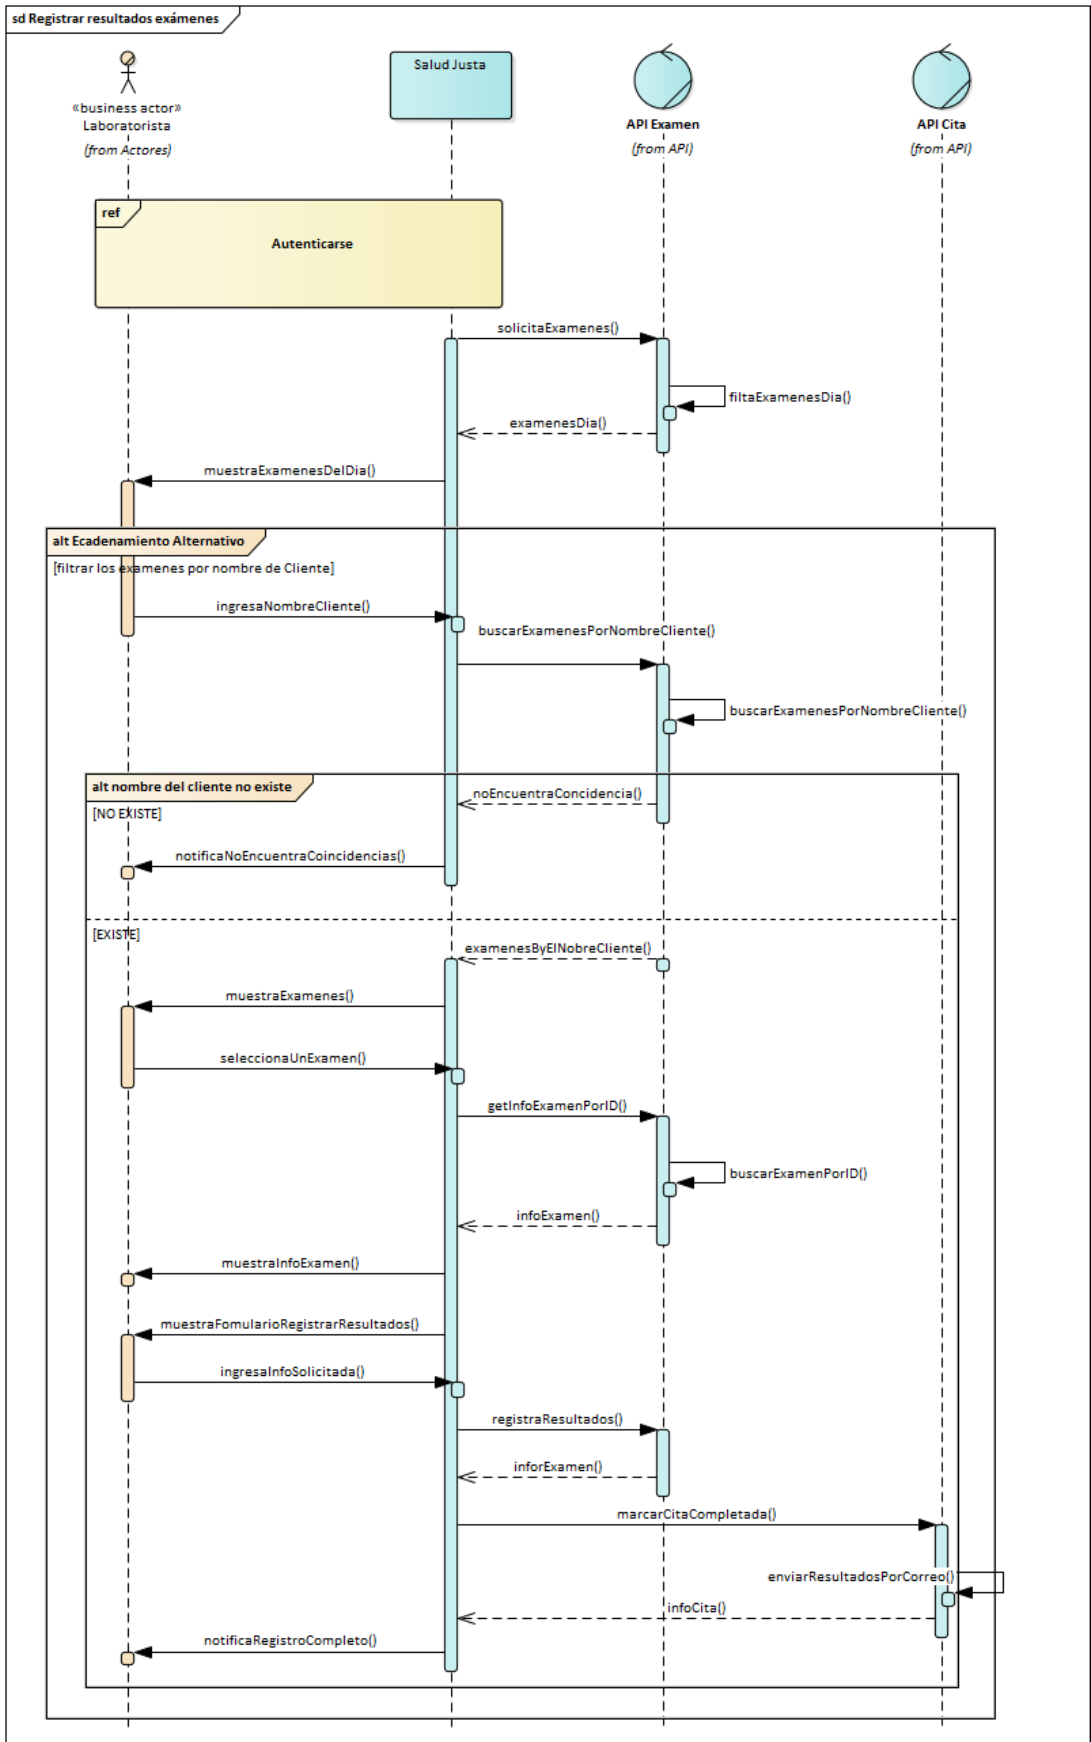 sd Registrar resultados exámenes
«business actor»
Laboratorista
(from Actores)
Salud Justa
API Examen
(from API)
API Cita
(from API)
ref
Autenticarse
solicitaExamenes()
filtaExamenesDia()
examenesDia()
muestraExamenesDelDia()
alt Ecadenamiento Alternativo
[filtrar los examenes por nombre de Cliente]
ingresaNombreCliente()
buscarExamenesPorNombreCliente()
buscarExamenesPorNombreCliente()
alt nombre del cliente no existe
noEncuentraConcidencia()
[NO EXISTE]
notificaNoEncuentraCoincidencias()
[EXISTE]
examenesByElNobreCliente()
muestraExamenes()
seleccionaUnExamen()
getInfoExamenPorID()
buscarExamenPorID()
infoExamen()
muestraInfoExamen()
muestraFomularioRegistrarResultados()
ingresaInfoSolicitada()
registraResultados()
inforExamen()
marcarCitaCompletada()
enviarResultadosPorCorreo()
infoCita()
notificaRegistroCompleto()